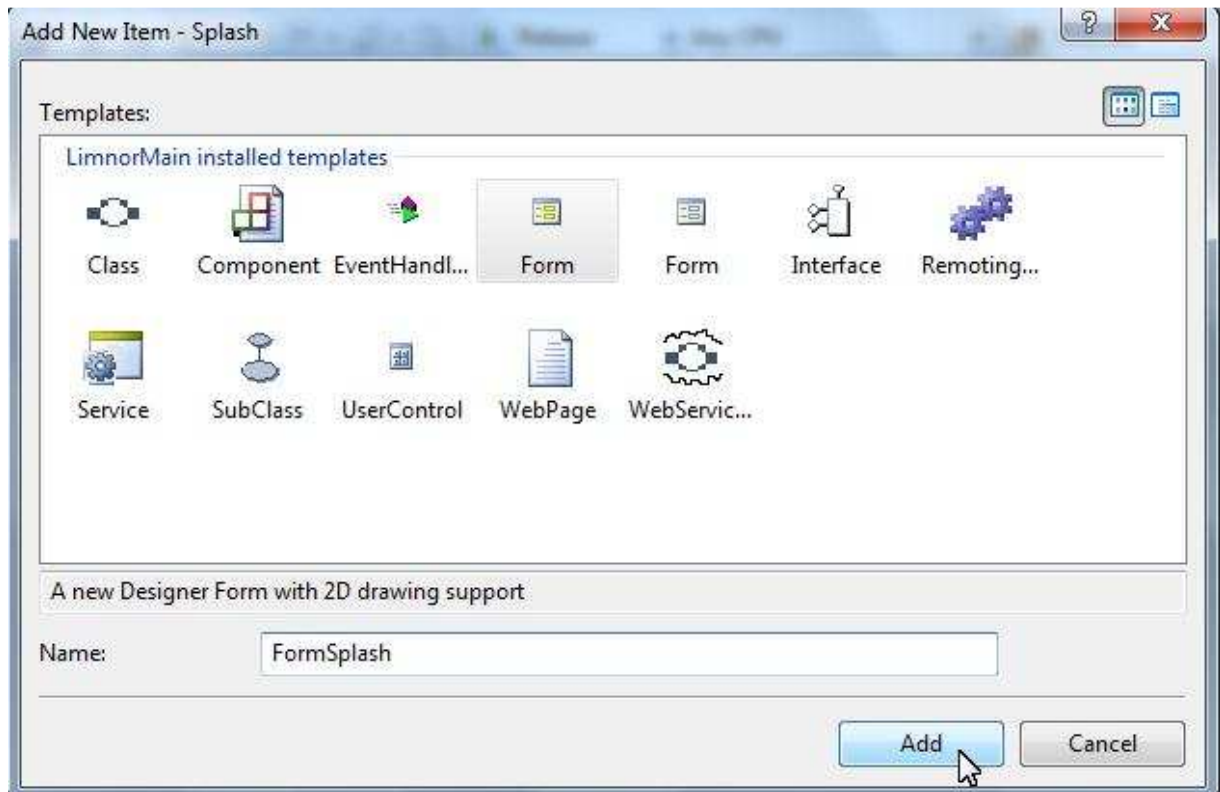 Add New Item - Splash
Templates:
LimnorMain installed templates
Class Component EventHandl... Form Form Interface Remoting...
Service SubClass UserControl WebPage WebServic...
A new Designer Form with 2D drawing support
Name: FormSplash
Add Cancel